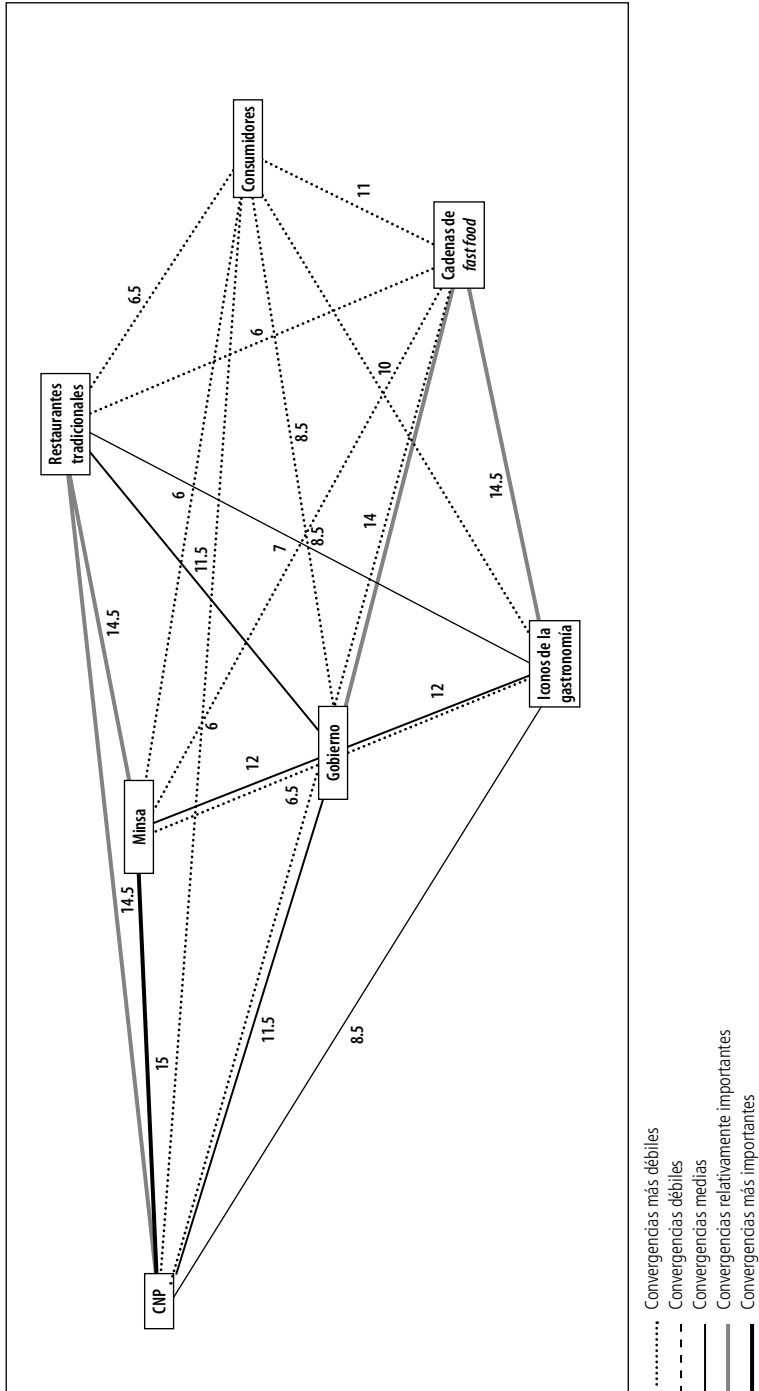 CNP
Minsa
Restaurantes
tradicionales
Gobierno
Iconos de la
gastronomía
Cadenas de
fast food
Consumidores
14.5
15
14.5
11.5
8.5
12
6.5
6
11.5
6
12
7
8.5
8.5
14
14.5
10
6
6.5
11
Convergencias más débiles
Convergencias débiles
Convergencias medias
Convergencias relativamente importantes
Convergencias más importantes